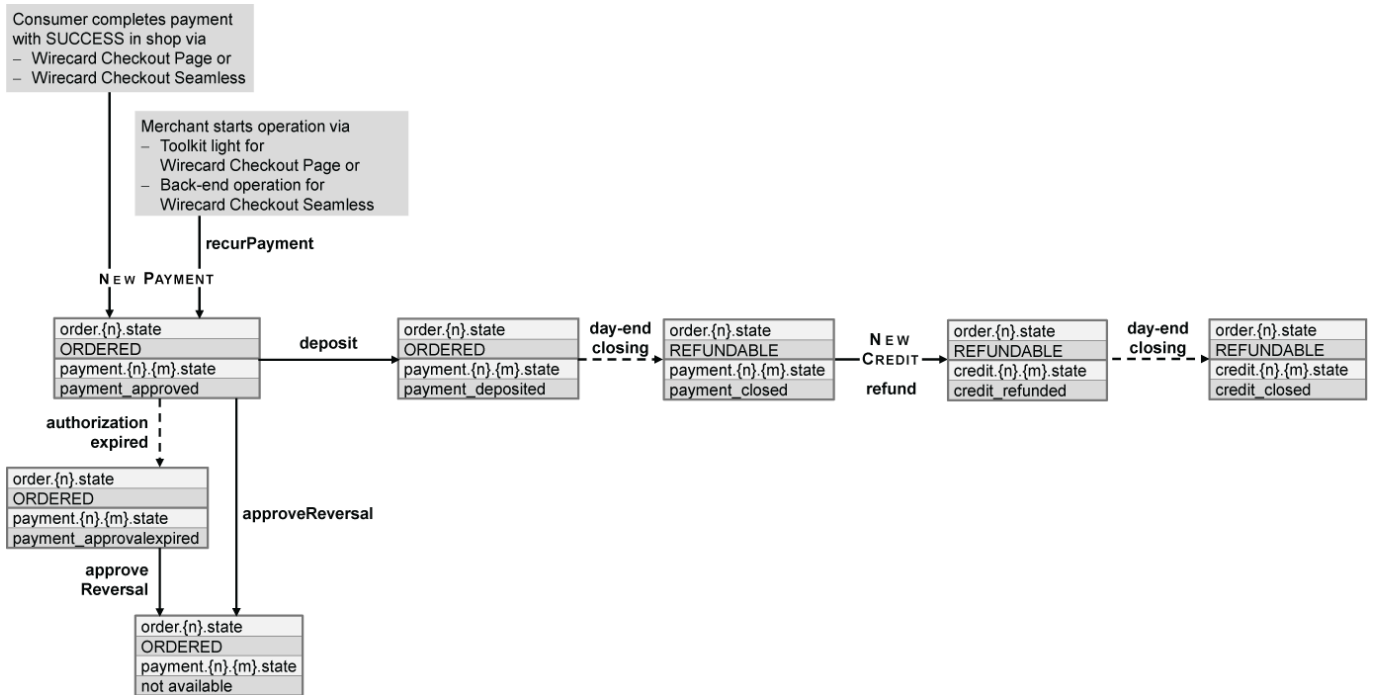 Consumer completes payment
with SUCCESS in shop via
– Wirecard Checkout Page or
– Wirecard Checkout Seamless
Merchant starts operation via
– Toolkit light for
Wirecard Checkout Page or
– Back-end operation for
Wirecard Checkout Seamless
recurPayment
NEW PAYMENT
order.{n}.state
ORDERED
payment.{n}.{m}.state
payment_approved
deposit
order.{n}.state
ORDERED
payment.{n}.{m}.state
payment_deposited
day-end
closing
order.{n}.state
REFUNDABLE
payment.{n}.{m}.state
payment_closed
NEW
CREDIT
refund
order.{n}.state
REFUNDABLE
credit.{n}.{m}.state
credit_refunded
day-end
closing
order.{n}.state
REFUNDABLE
credit.{n}.{m}.state
credit_closed
authorization
expired
order.{n}.state
ORDERED
payment.{n}.{m}.state
payment_approvalexpired
approveReversal
approve
Reversal
order.{n}.state
ORDERED
payment.{n}.{m}.state
not available